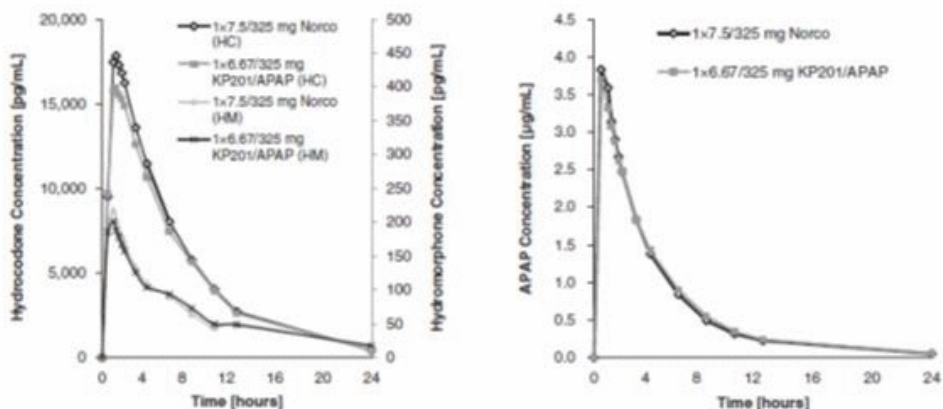 20,000
15,000
10,000
5,000
0
Hydrocodone Concentration [pg/mL]
1×7.5/325 mg Norco
(HC)
1×6.67/325 mg
KP201/APAP (HC)
1×7.5/325 mg Norco
(HM)
1×6.67/325 mg
KP201/APAP (HM)
500
450
400
350
300
250
200
150
100
50
0
Hydromorphone Concentration [pg/mL]
0 4 8 12 16 20 24
Time [hours]
4.5
4.0
3.5
3.0
2.5
2.0
1.5
1.0
0.5
0.0
APAP Concentration [µg/mL]
1×7.5/325 mg Norco
1×6.67/325 mg KP201/APAP
0 4 8 12 16 20 24
Time [hours]